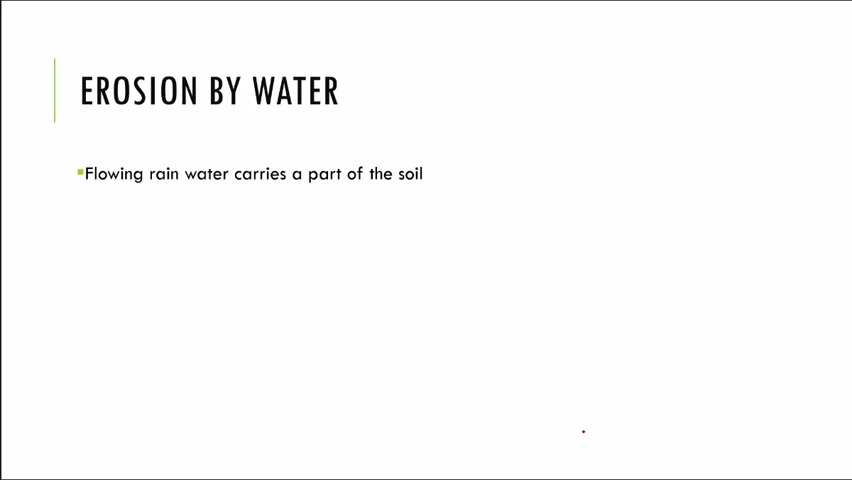 EROSION BY WATER
Flowing rain water carries a part of the soil